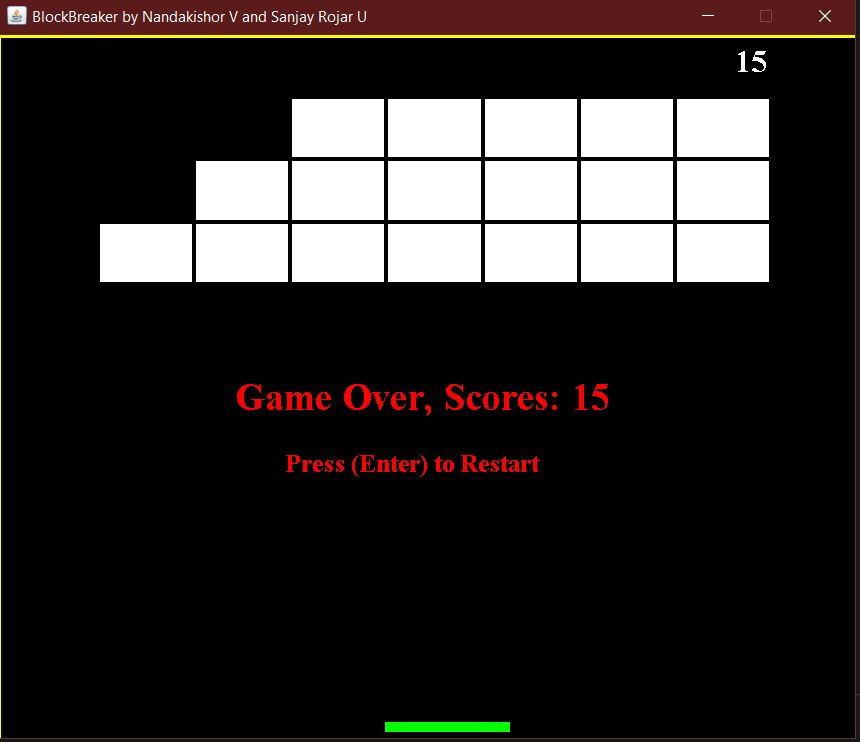 BlockBreaker by Nandakishor V and Sanjay Rojar U
15
Game Over, Scores: 15
Press (Enter) to Restart